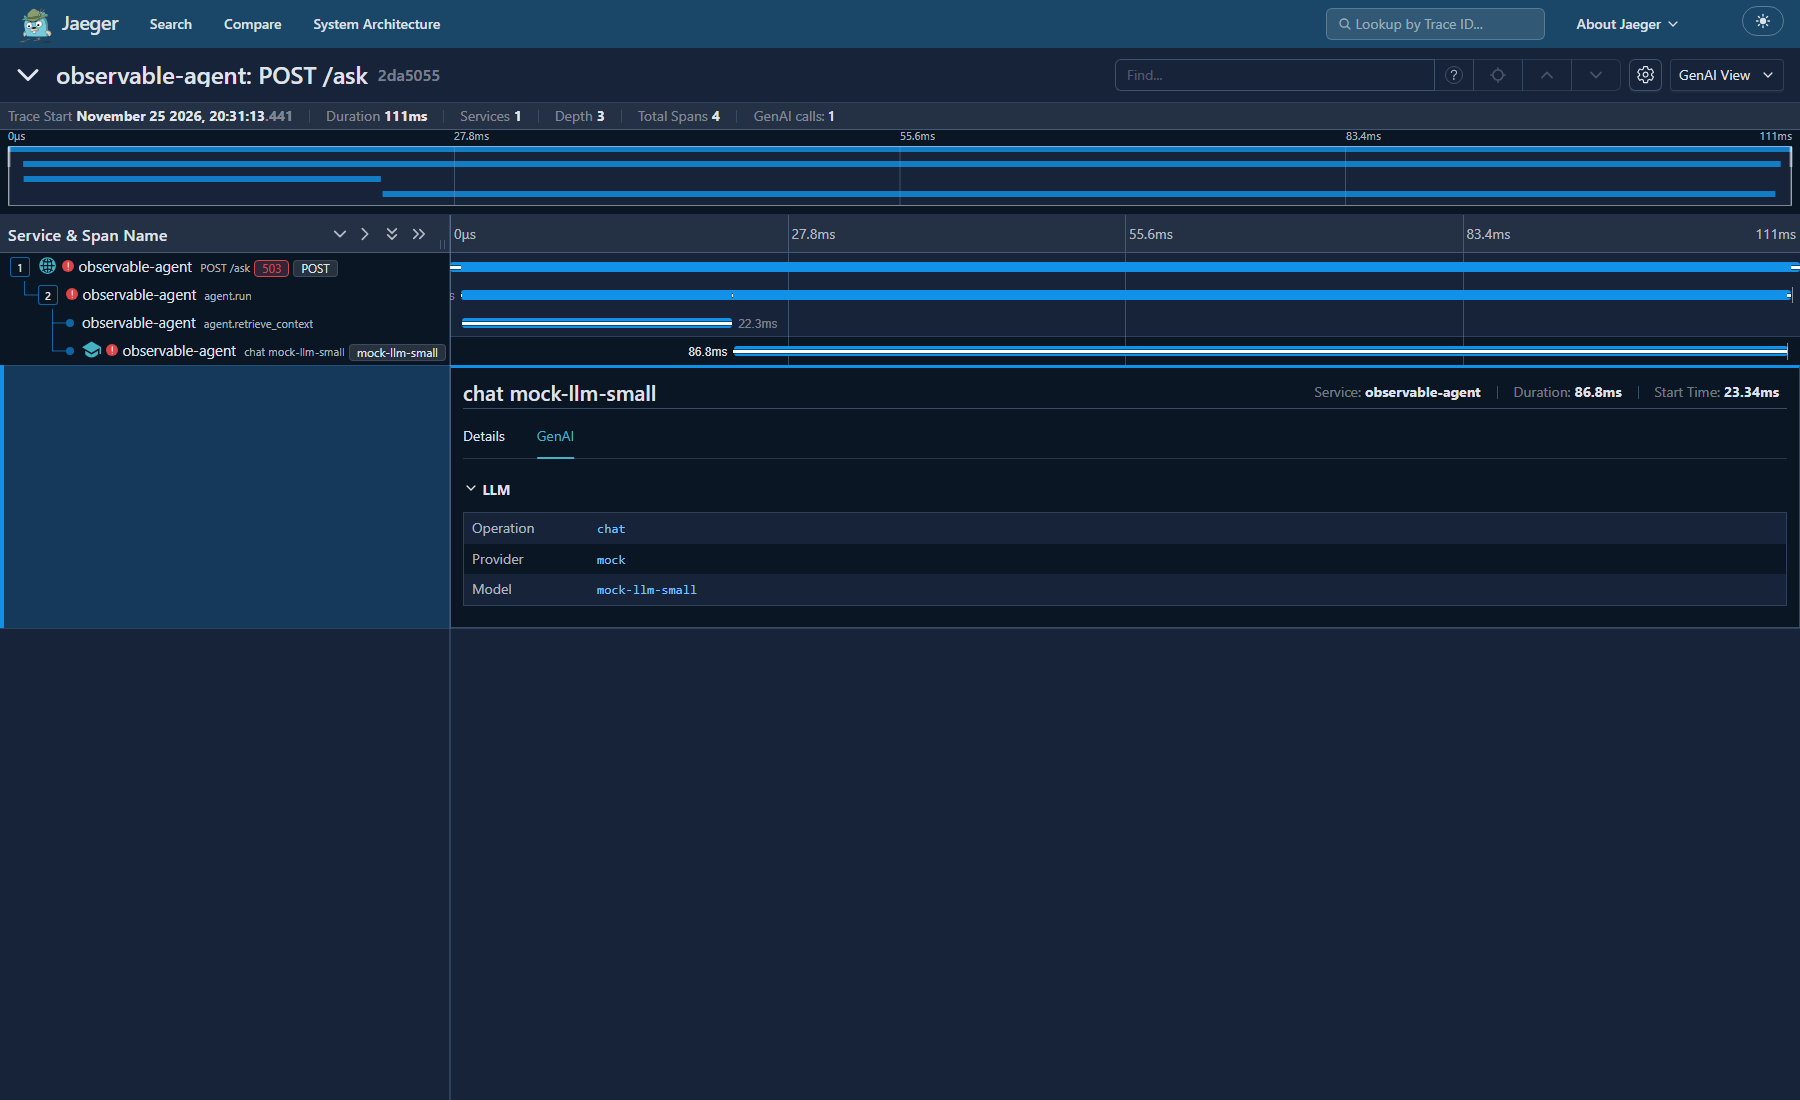 Jaeger Search Compare System Architecture Lookup by Trace ID... About Jaeger
observable-agent: POST /ask 2da5055 Find... ? GenAI View
Trace Start November 25 2026, 20:31:13.441 Duration 111ms Services 1 Depth 3 Total Spans 4 GenAI calls: 1
0μs 27.8ms 55.6ms 83.4ms 111ms
Service & Span Name 0μs 27.8ms 55.6ms 83.4ms 111ms
1 observable-agent POST /ask 503 POST
2 observable-agent agent.run s
observable-agent agent.retrieve_context 22.3ms
observable-agent chat mock-llm-small mock-llm-small 86.8ms
chat mock-llm-small Service: observable-agent Duration: 86.8ms Start Time: 23.34ms
Details GenAI
LLM
Operation chat
Provider mock
Model mock-llm-small